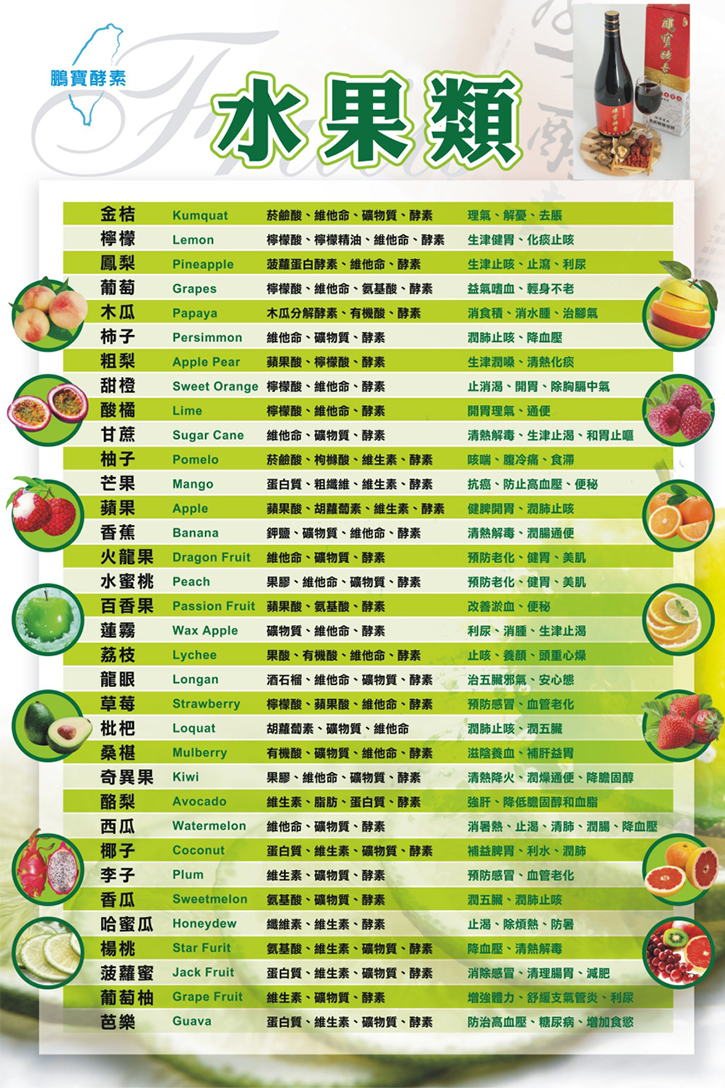 鵬寶酵素
水果類
金桔 Kumquat 菸鹼酸、維他命、礦物質、酵素 理氣、解憂、去脹
檸檬 Lemon 檸檬酸、檸檬精油、維他命、酵素 生津健胃、化痰止咳
鳳梨 Pineapple 菠蘿蛋白酵素、維他命、酵素 生津止咳、止瀉、利尿
葡萄 Grapes 檸檬酸、維他命、氨基酸、酵素 益氣嗜血、輕身不老
木瓜 Papaya 木瓜分解酵素、有機酸、酵素 消食積、消水腫、治腳氣
柿子 Persimmon 維他命、礦物質、酵素 潤肺止咳、降血壓
粗梨 Apple Pear 蘋果酸、檸檬酸、酵素 生津潤嗓、清熱化痰
甜橙 Sweet Orange 檸檬酸、維他命、酵素 止消渴、開胃、除胸膈中氣
酸橘 Lime 檸檬酸、維他命、酵素 開胃理氣、通便
甘蔗 Sugar Cane 維他命、礦物質、酵素 清熱解毒、生津止渴、和胃止嘔
柚子 Pomelo 菸鹼酸、枸櫞酸、維生素、酵素 咳喘、腹冷痛、食滯
芒果 Mango 蛋白質、粗纖維、維生素、酵素 抗癌、防止高血壓、便秘
蘋果 Apple 蘋果酸、胡蘿蔔素、維生素、酵素 健脾開胃、潤肺止咳
香蕉 Banana 鉀鹽、礦物質、維他命、酵素 清熱解毒、潤腸通便
火龍果 Dragon Fruit 維他命、礦物質、酵素 預防老化、健胃、美肌
水蜜桃 Peach 果膠、維他命、礦物質、酵素 預防老化、健胃、美肌
百香果 Passion Fruit 蘋果酸、氨基酸、酵素 改善淤血、便秘
蓮霧 Wax Apple 礦物質、維他命、酵素 利尿、消腫、生津止渴
荔枝 Lychee 果酸、有機酸、維他命、酵素 止咳、養顏、頭重心燥
龍眼 Longan 酒石榴、維他命、酵素 治五臟邪氣、安心態
草莓 Strawberry 檸檬酸、蘋果酸、維他命、酵素 預防感冒、血管老化
枇杷 Loquat 胡蘿蔔素、礦物質、維他命 潤肺止咳、潤五臟
桑椹 Mulberry 有機酸、礦物質、維他命、酵素 滋陰養血、補肝益胃
奇異果 Kiwi 果膠、維他命、礦物質、酵素 清熱降火、潤燥通便、降膽固醇
酪梨 Avocado 維生素、脂肪、蛋白質、酵素 強肝、降低膽固醇和血脂
西瓜 Watermelon 維他命、礦物質、酵素 消暑熱、止渴、清肺、潤腸、降血壓
椰子 Coconut 蛋白質、維生素、礦物質、酵素 補益脾胃、利水、潤肺
李子 Plum 維生素、礦物質、酵素 預防感冒、血管老化
香瓜 Sweetmelon 氨基酸、礦物質、酵素 潤五臟、潤肺止咳
哈蜜瓜 Honeydew 纖維素、維生素、酵素 止渴、除煩熱、防暑
楊桃 Star Furit 氨基酸、維生素、礦物質、酵素 降血壓、清熱解毒
菠蘿蜜 Jack Fruit 蛋白質、維生素、礦物質、酵素 消除感冒、清理腸胃、減肥
葡萄柚 Grape Fruit 維生素、礦物質、酵素 增強體力、舒緩支氣管炎、利尿
芭樂 Guava 蛋白質、維生素、礦物質、酵素 防治高血壓、糖尿病、增加食慾